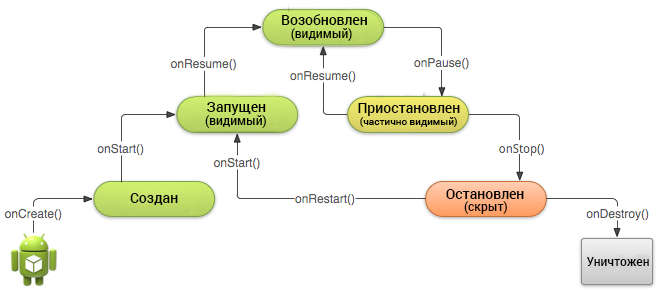 Возобновлен
(видимый)
onResume()
onResume()
onPause()
Запущен
(видимый)
Приостановлен
(частично видимый)
onStart()
onStart()
onStop()
Создан
onRestart()
Остановлен
(скрыт)
onCreate()
onDestroy()
Уничтожен